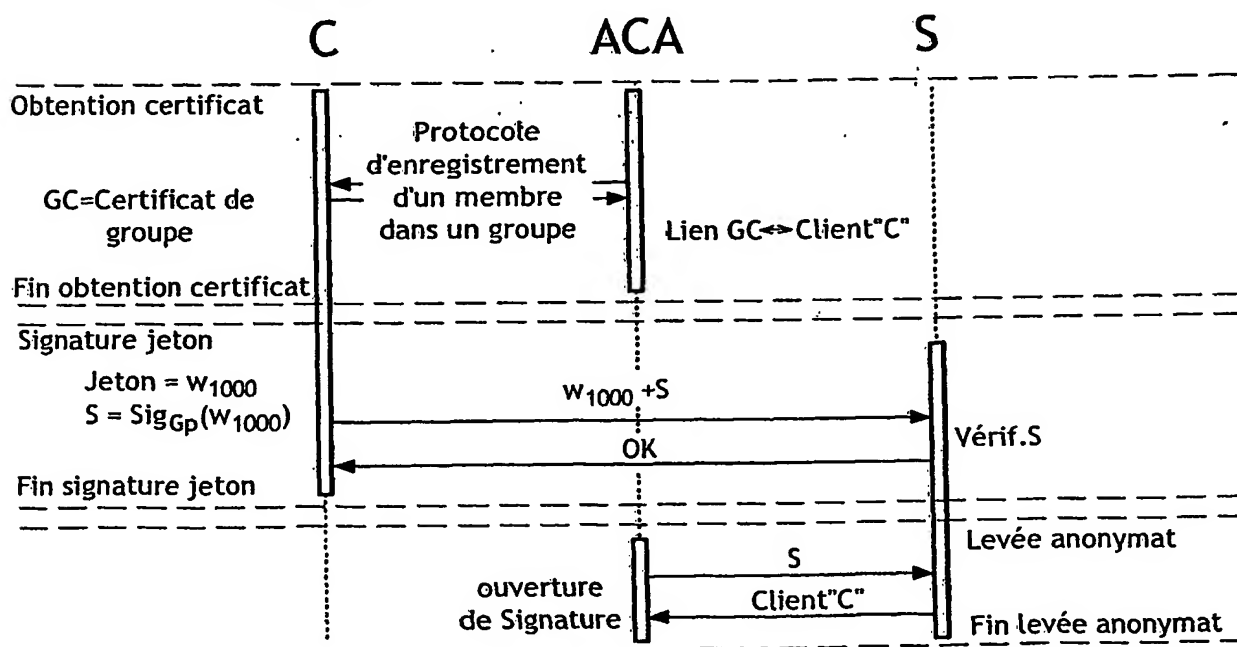 C ACA S
Obtention certificat
Protocole
d'enregistrement
d'un membre
dans un groupe
GC=Certificat de
groupe
Lien GC↔Client"C"
Fin obtention certificat
Signature jeton
Jeton = w1000
S = SigGp(w1000)
w1000 +S
Vérif.S
OK
Fin signature jeton
Levée anonymat
S
ouverture
de Signature
Client"C"
Fin levée anonymat